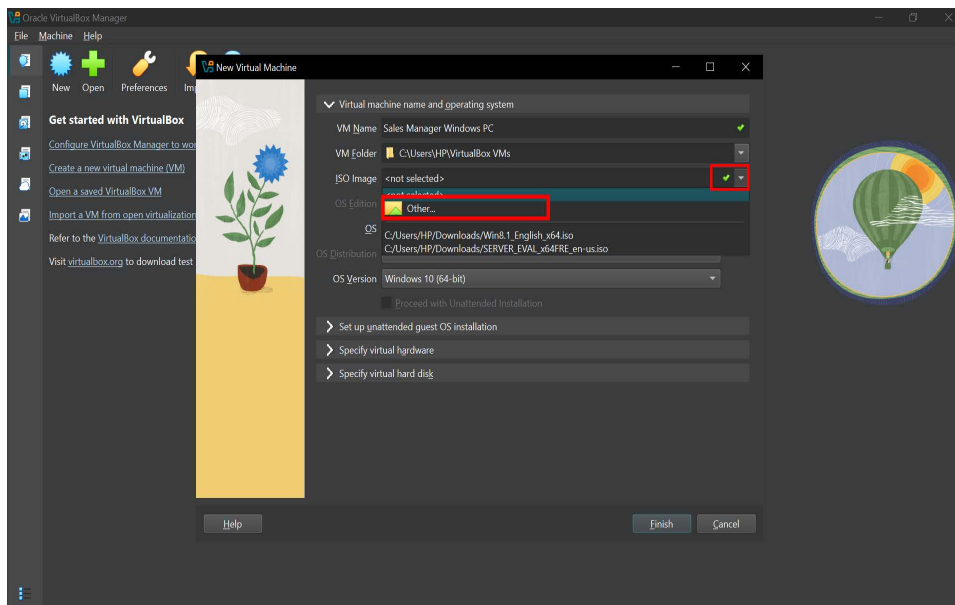 Oracle VirtualBox Manager
File Machine Help
New Open Preferences
New Virtual Machine
Get started with VirtualBox
Configure VirtualBox Manager to
Create a new virtual machine (VM)
Open a saved VirtualBox VM
Import a VM from open
Refer to the VirtualBox
Visit virtualbox.org to download test
Virtual machine name and operating system
VM Name Sales Manager Windows PC
VM Folder C:\Users\HP\VirtualBox VMs
ISO Image <not selected>
<not selected>
OS Edition Other...
OS C:/Users/HP/Downloads/Win8.1_English_x64.iso
C:/Users/HP/Downloads/SERVER_EVAL_x64FRE_en-us.iso
OS Distribution
OS Version Windows 10 (64-bit)
Proceed with Unattended Installation
Set up unattended guest OS installation
Specify virtual hardware
Specify virtual hard disk
Help Finish Cancel